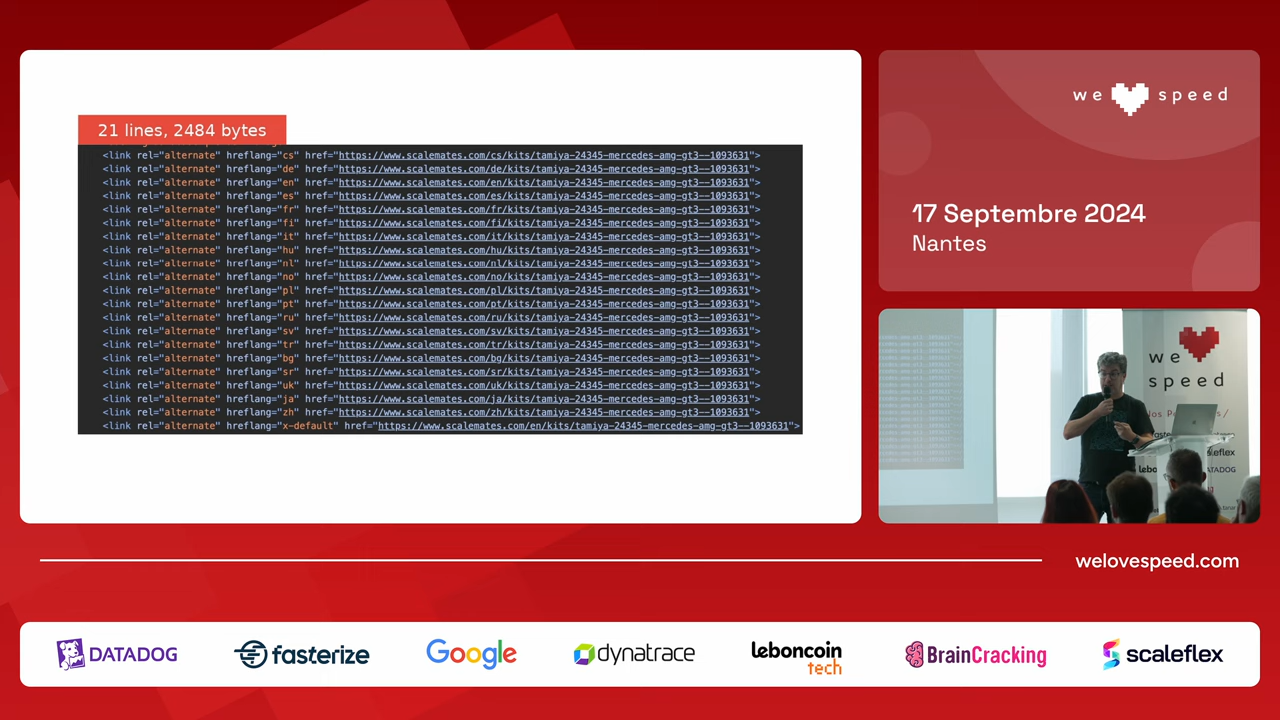 21 lines, 2484 bytes
<link rel="alternate" hreflang="cs" href="https://www.scalemates.com/cs/kits/tamiya-24345-mercedes-amg-gt3--1093631">
<link rel="alternate" hreflang="de" href="https://www.scalemates.com/de/kits/tamiya-24345-mercedes-amg-gt3--1093631">
<link rel="alternate" hreflang="en" href="https://www.scalemates.com/en/kits/tamiya-24345-mercedes-amg-gt3--1093631">
<link rel="alternate" hreflang="es" href="https://www.scalemates.com/es/kits/tamiya-24345-mercedes-amg-gt3--1093631">
<link rel="alternate" hreflang="fr" href="https://www.scalemates.com/fr/kits/tamiya-24345-mercedes-amg-gt3--1093631">
<link rel="alternate" hreflang="fi" href="https://www.scalemates.com/fi/kits/tamiya-24345-mercedes-amg-gt3--1093631">
<link rel="alternate" hreflang="it" href="https://www.scalemates.com/it/kits/tamiya-24345-mercedes-amg-gt3--1093631">
<link rel="alternate" hreflang="hu" href="https://www.scalemates.com/hu/kits/tamiya-24345-mercedes-amg-gt3--1093631">
<link rel="alternate" hreflang="nl" href="https://www.scalemates.com/nl/kits/tamiya-24345-mercedes-amg-gt3--1093631">
<link rel="alternate" hreflang="no" href="https://www.scalemates.com/no/kits/tamiya-24345-mercedes-amg-gt3--1093631">
<link rel="alternate" hreflang="pl" href="https://www.scalemates.com/pl/kits/tamiya-24345-mercedes-amg-gt3--1093631">
<link rel="alternate" hreflang="pt" href="https://www.scalemates.com/pt/kits/tamiya-24345-mercedes-amg-gt3--1093631">
<link rel="alternate" hreflang="ru" href="https://www.scalemates.com/ru/kits/tamiya-24345-mercedes-amg-gt3--1093631">
<link rel="alternate" hreflang="sv" href="https://www.scalemates.com/sv/kits/tamiya-24345-mercedes-amg-gt3--1093631">
<link rel="alternate" hreflang="tr" href="https://www.scalemates.com/tr/kits/tamiya-24345-mercedes-amg-gt3--1093631">
<link rel="alternate" hreflang="bg" href="https://www.scalemates.com/bg/kits/tamiya-24345-mercedes-amg-gt3--1093631">
<link rel="alternate" hreflang="sr" href="https://www.scalemates.com/sr/kits/tamiya-24345-mercedes-amg-gt3--1093631">
<link rel="alternate" hreflang="uk" href="https://www.scalemates.com/uk/kits/tamiya-24345-mercedes-amg-gt3--1093631">
<link rel="alternate" hreflang="ja" href="https://www.scalemates.com/ja/kits/tamiya-24345-mercedes-amg-gt3--1093631">
<link rel="alternate" hreflang="zh" href="https://www.scalemates.com/zh/kits/tamiya-24345-mercedes-amg-gt3--1093631">
<link rel="alternate" hreflang="x-default" href="https://www.scalemates.com/en/kits/tamiya-24345-mercedes-amg-gt3--1093631">
we speed
17 Septembre 2024
Nantes
we
speed
welovespeed.com
DATADOG
fasterize
Google
dynatrace
leboncoin
tech
BrainCracking
scaleflex